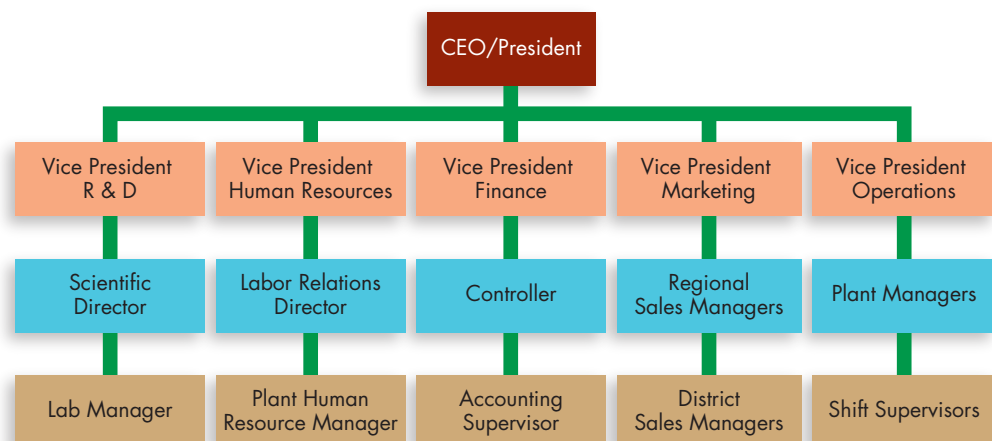 CEO/President
Vice President
R & D
Vice President
Human Resources
Vice President
Finance
Vice President
Marketing
Vice President
Operations
Scientific
Director
Labor Relations
Director
Controller
Regional
Sales Managers
Plant Managers
Lab Manager
Plant Human
Resource Manager
Accounting
Supervisor
District
Sales Managers
Shift Supervisors